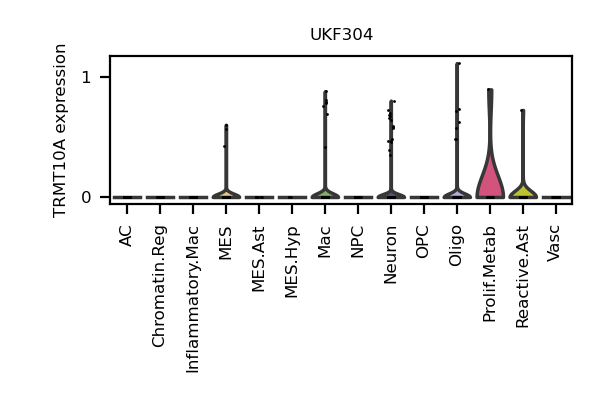 UKF304
TRMT10A expression
1
0
AC
Chromatin.Reg
Inflammatory.Mac
MES
MES.Ast
MES.Hyp
Mac
NPC
Neuron
OPC
Oligo
Prolif.Metab
Reactive.Ast
Vasc